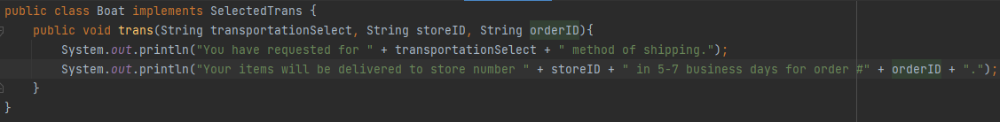 public class Boat implements SelectedTrans {
    public void trans(String transportationSelect, String storeID, String orderID){
        System.out.println("You have requested for " + transportationSelect + " method of shipping.");
        System.out.println("Your items will be delivered to store number " + storeID + " in 5-7 business days for order #" + orderID + ".");
    }
}